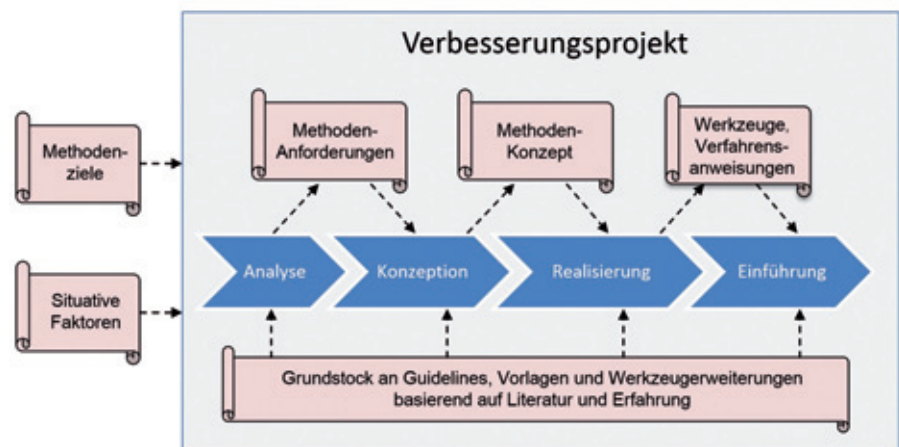 Verbesserungsprojekt
Methoden-
ziele
Situative
Faktoren
Methoden-
Anforderungen
Methoden-
Konzept
Werkzeuge,
Verfahrens-
anweisungen
Analyse
Konzeption
Realisierung
Einführung
Grundstock an Guidelines, Vorlagen und Werkzeugerweiterungen
basierend auf Literatur und Erfahrung